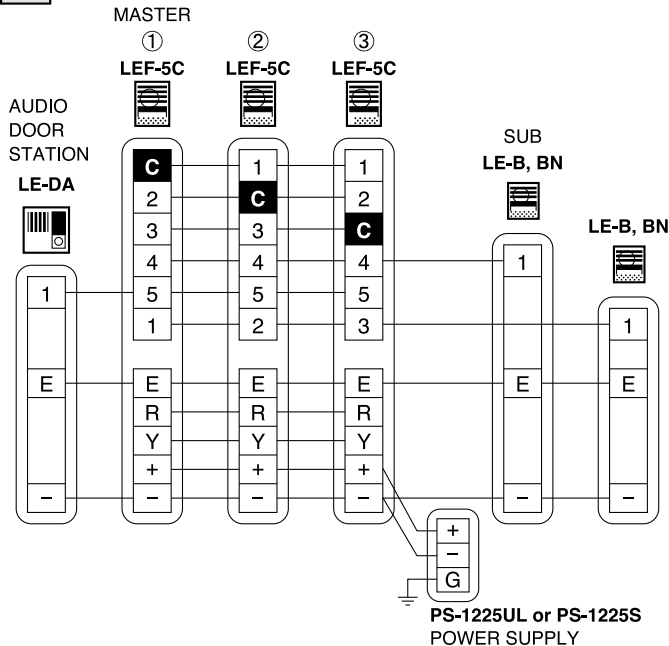 MASTER
① ② ③
LEF-5C LEF-5C LEF-5C
AUDIO
DOOR
STATION
LE-DA
SUB
LE-B, BN
LE-B, BN
C 1 1
2 C 2
3 3 C
4 4 4 1
1 5 5 5
1 2 3 1
E E E E E E
R R R
Y Y Y
+ + +
− − − − − −
+
−
G
PS-1225UL or PS-1225S
POWER SUPPLY